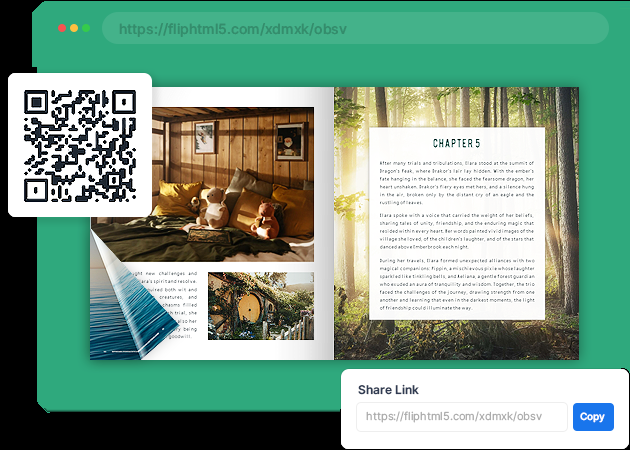 https://fliphtml5.com/xdmxk/obsv
CHAPTER 5
After many trials and tribulations, Elara stood at the summit of
Dragon's Peak, where Drakor's lair lay hidden. With the ember's
fate hanging in the balance, she faced the fearsome dragon, her
heart unshaken. Drakor's fiery eyes met hers, and a silence hung
in the air, broken only by the distant cry of an eagle and the
rustling of leaves.
Elara spoke with a voice that carried the weight of her beliefs,
sharing tales of unity, friendship, and the enduring magic that
resided within every heart. Her words painted vivid images of the
village she loved, of the children's laughter, and of the stars that
danced above Emberbrook each night.
During her travels, Elara formed unexpected alliances with two
magical companions: Pippin, a mischievous pixie whose laughter
sparkled like tinkling bells, and Keliana, a gentle forest guardian
who exuded an aura of tranquility and wisdom. Together, the trio
faced the challenges of the journey, drawing strength from one
another and learning that even in the darkest moments, the light
of friendship could illuminate the way.
new challenges and
spirit and resolve,
both wit and
creatures, and
filled
trial, she
also her
being
goodwill.
Share Link
https://fliphtml5.com/xdmxk/obsv
Copy